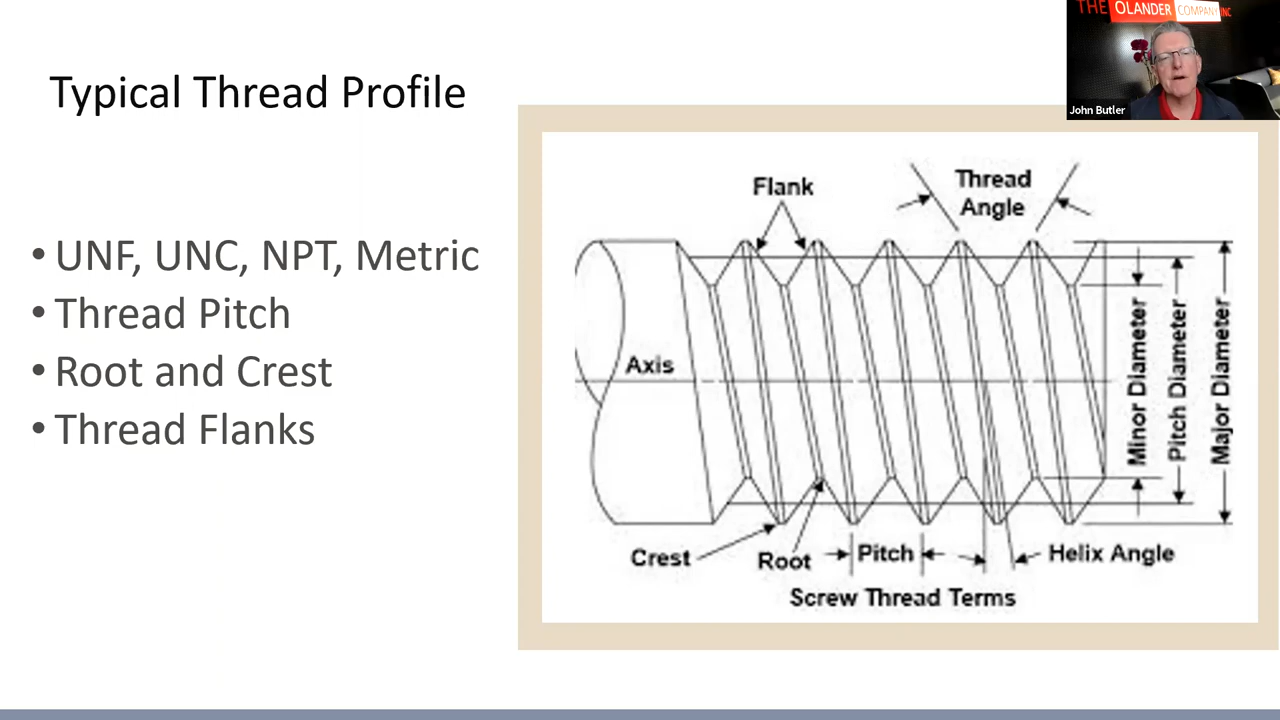 THE OLANDER COMPANY INC
John Butler
Typical Thread Profile
• UNF, UNC, NPT, Metric
• Thread Pitch
• Root and Crest
• Thread Flanks
Flank
Thread
Angle
Axis
Minor Diameter
Pitch Diameter
Major Diameter
Crest
Root
Pitch
Helix Angle
Screw Thread Terms